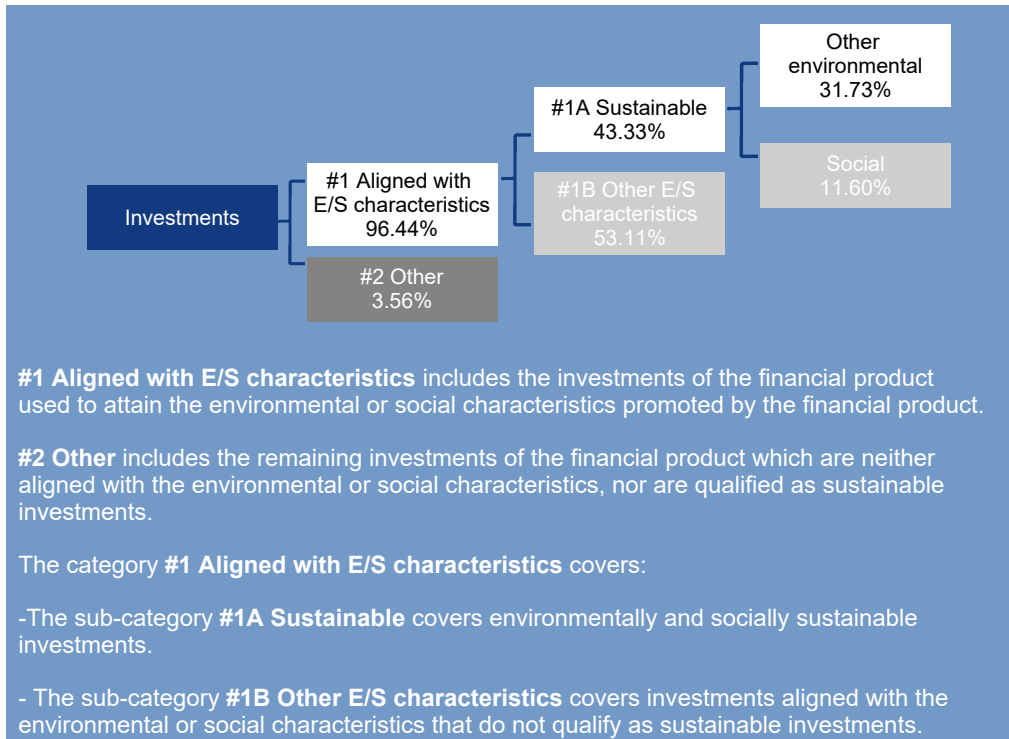 Other
environmental
31.73%
#1A Sustainable
43.33%
Social
11.60%
#1 Aligned with
E/S characteristics
96.44%
#1B Other E/S
characteristics
53.11%
Investments
#2 Other
3.56%
#1 Aligned with E/S characteristics includes the investments of the financial product
used to attain the environmental or social characteristics promoted by the financial product.
#2 Other includes the remaining investments of the financial product which are neither
aligned with the environmental or social characteristics, nor are qualified as sustainable
investments.
The category #1 Aligned with E/S characteristics covers:
-The sub-category #1A Sustainable covers environmentally and socially sustainable
investments.
- The sub-category #1B Other E/S characteristics covers investments aligned with the
environmental or social characteristics that do not qualify as sustainable investments.